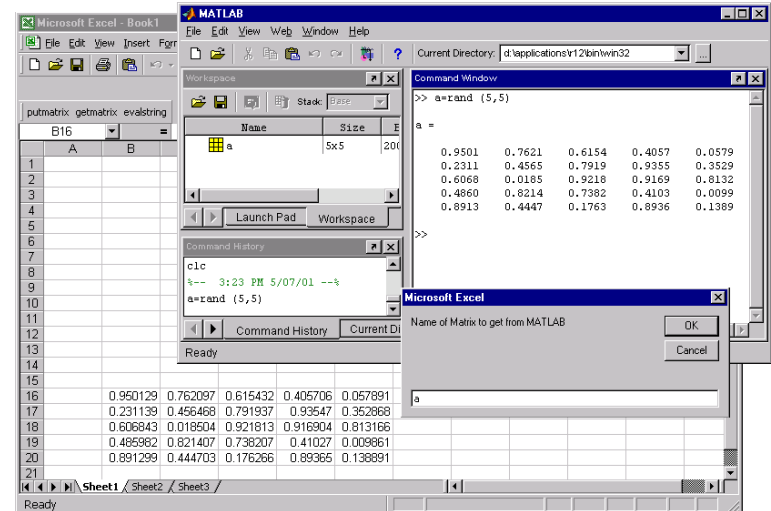 Microsoft Excel - Book1
File Edit View Insert
putmatrix getmatrix evalstring
B16 =
A B
1
2
3
4
5
6
7
8
9
10
11
12
13
14
15
16 0.950129 0.762097 0.615432 0.405706 0.057891
17 0.231139 0.456468 0.791937 0.93547 0.352868
18 0.606843 0.018504 0.921813 0.916904 0.813166
19 0.485982 0.821407 0.738207 0.41027 0.009861
20 0.891299 0.444703 0.176266 0.89365 0.138891
21
Sheet1 Sheet2 Sheet3
Ready
MATLAB
File Edit View Web Window Help
? Current Directory: d:\applications\r12\bin\win32 ...
Workspace
Stack: Base
Name Size
a 5x5 200
Launch Pad Workspace
Command History
clc
%-- 3:23 PM 5/07/01 --%
a=rand (5,5)
Command History Current Di
Ready
Command Window
>> a=rand (5,5)
a =
0.9501 0.7621 0.6154 0.4057 0.0579
0.2311 0.4565 0.7919 0.9355 0.3529
0.6068 0.0185 0.9218 0.9169 0.8132
0.4860 0.8214 0.7382 0.4103 0.0099
0.8913 0.4447 0.1763 0.8936 0.1389
>>
Microsoft Excel
Name of Matrix to get from MATLAB
OK
Cancel
a